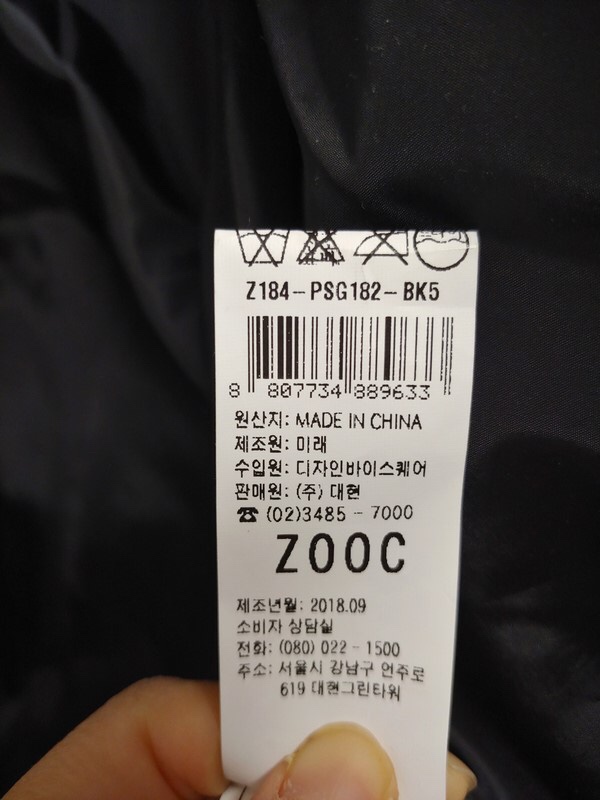 Z184-PSG182-BK5
8 807734 889633
원산지: MADE IN CHINA
제조원: 미래
수입원: 디자인바이스퀘어
판매원: (주) 대현
☎ (02)3485 - 7000
ZOOC
제조년월: 2018.09
소비자 상담실
전화: (080) 022 - 1500
주소: 서울시 강남구 언주로
619 대현그린타워